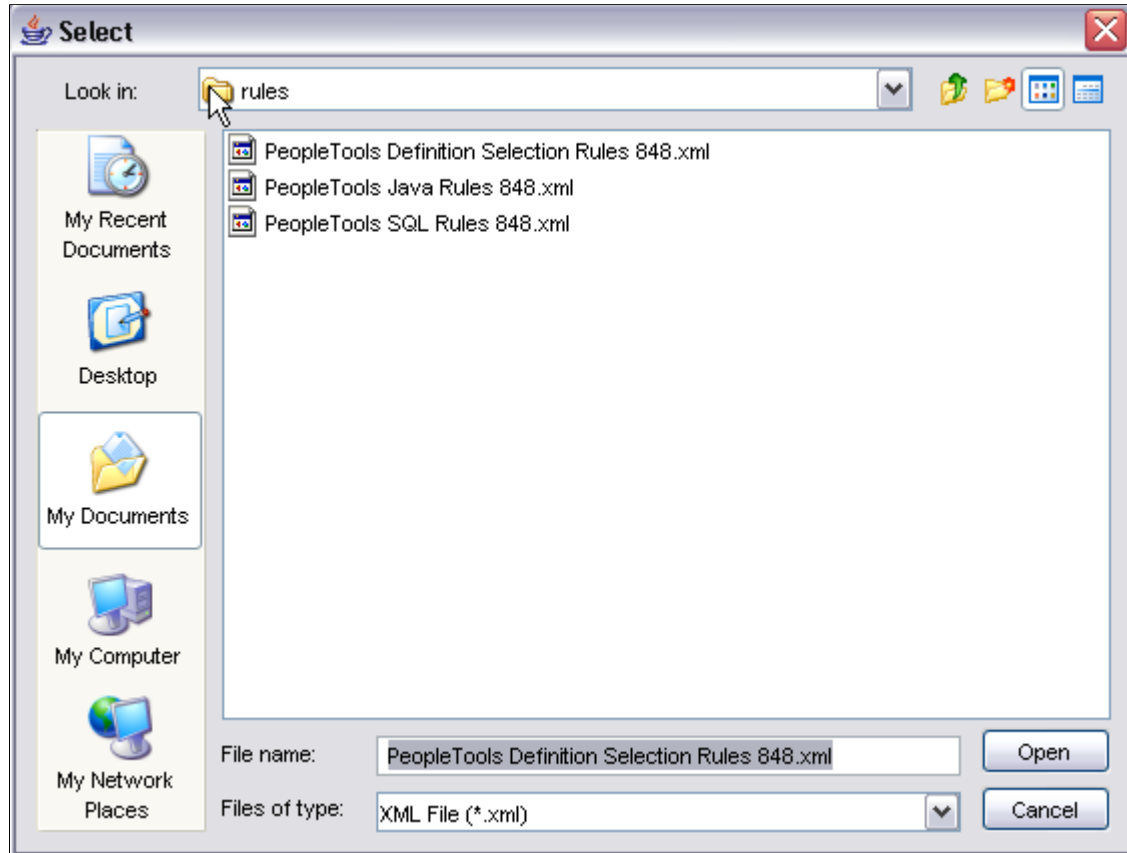 Select
Look in:
rules
PeopleTools Definition Selection Rules 848.xml
PeopleTools Java Rules 848.xml
PeopleTools SQL Rules 848.xml
My Recent
Documents
Desktop
My Documents
My Computer
My Network
Places
File name:
PeopleTools Definition Selection Rules 848.xml
Open
Files of type:
XML File (*.xml)
Cancel